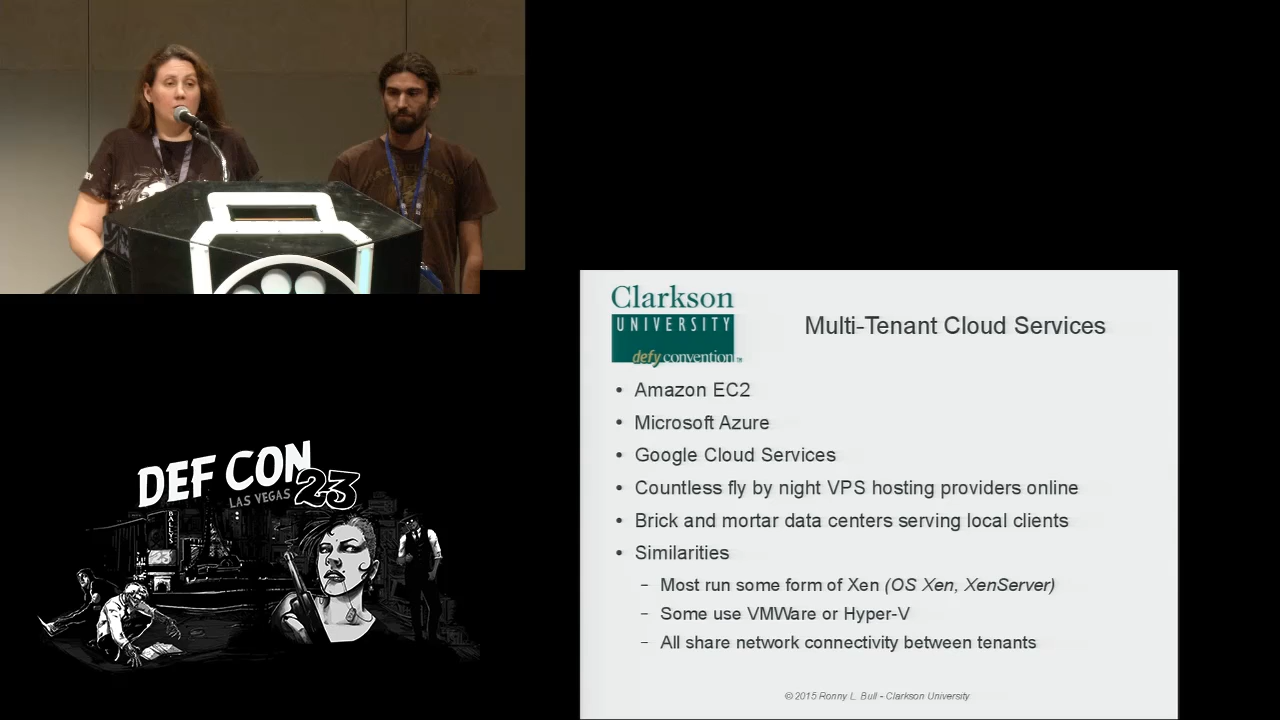 Clarkson
UNIVERSITY
defy convention™
Multi-Tenant Cloud Services
• Amazon EC2
• Microsoft Azure
• Google Cloud Services
• Countless fly by night VPS hosting providers online
• Brick and mortar data centers serving local clients
• Similarities
– Most run some form of Xen (OS Xen, XenServer)
– Some use VMWare or Hyper-V
– All share network connectivity between tenants
© 2015 Ronny L. Bull - Clarkson University
DEF CON
LAS VEGAS 23
BALLY'S